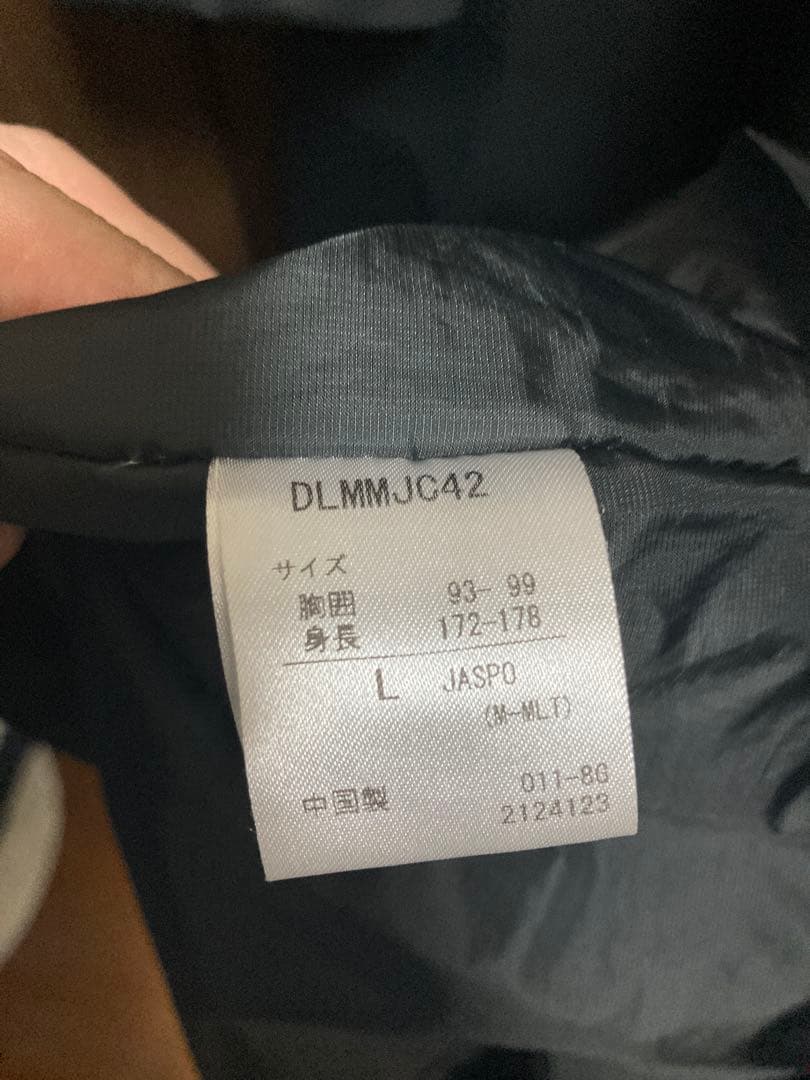 DLMMJC42
サイズ
胸囲 93-99
身長 172-178
L JASPO
(M-MLT)
011-8G
中国製 2124123